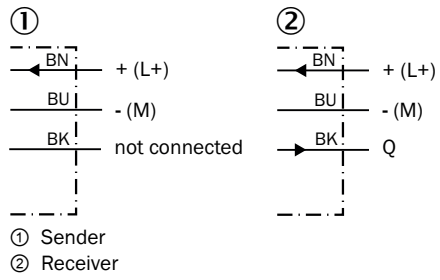 ① ②
BN + (L+) BN + (L+)
BU - (M) BU - (M)
BK not connected BK Q
① Sender
② Receiver